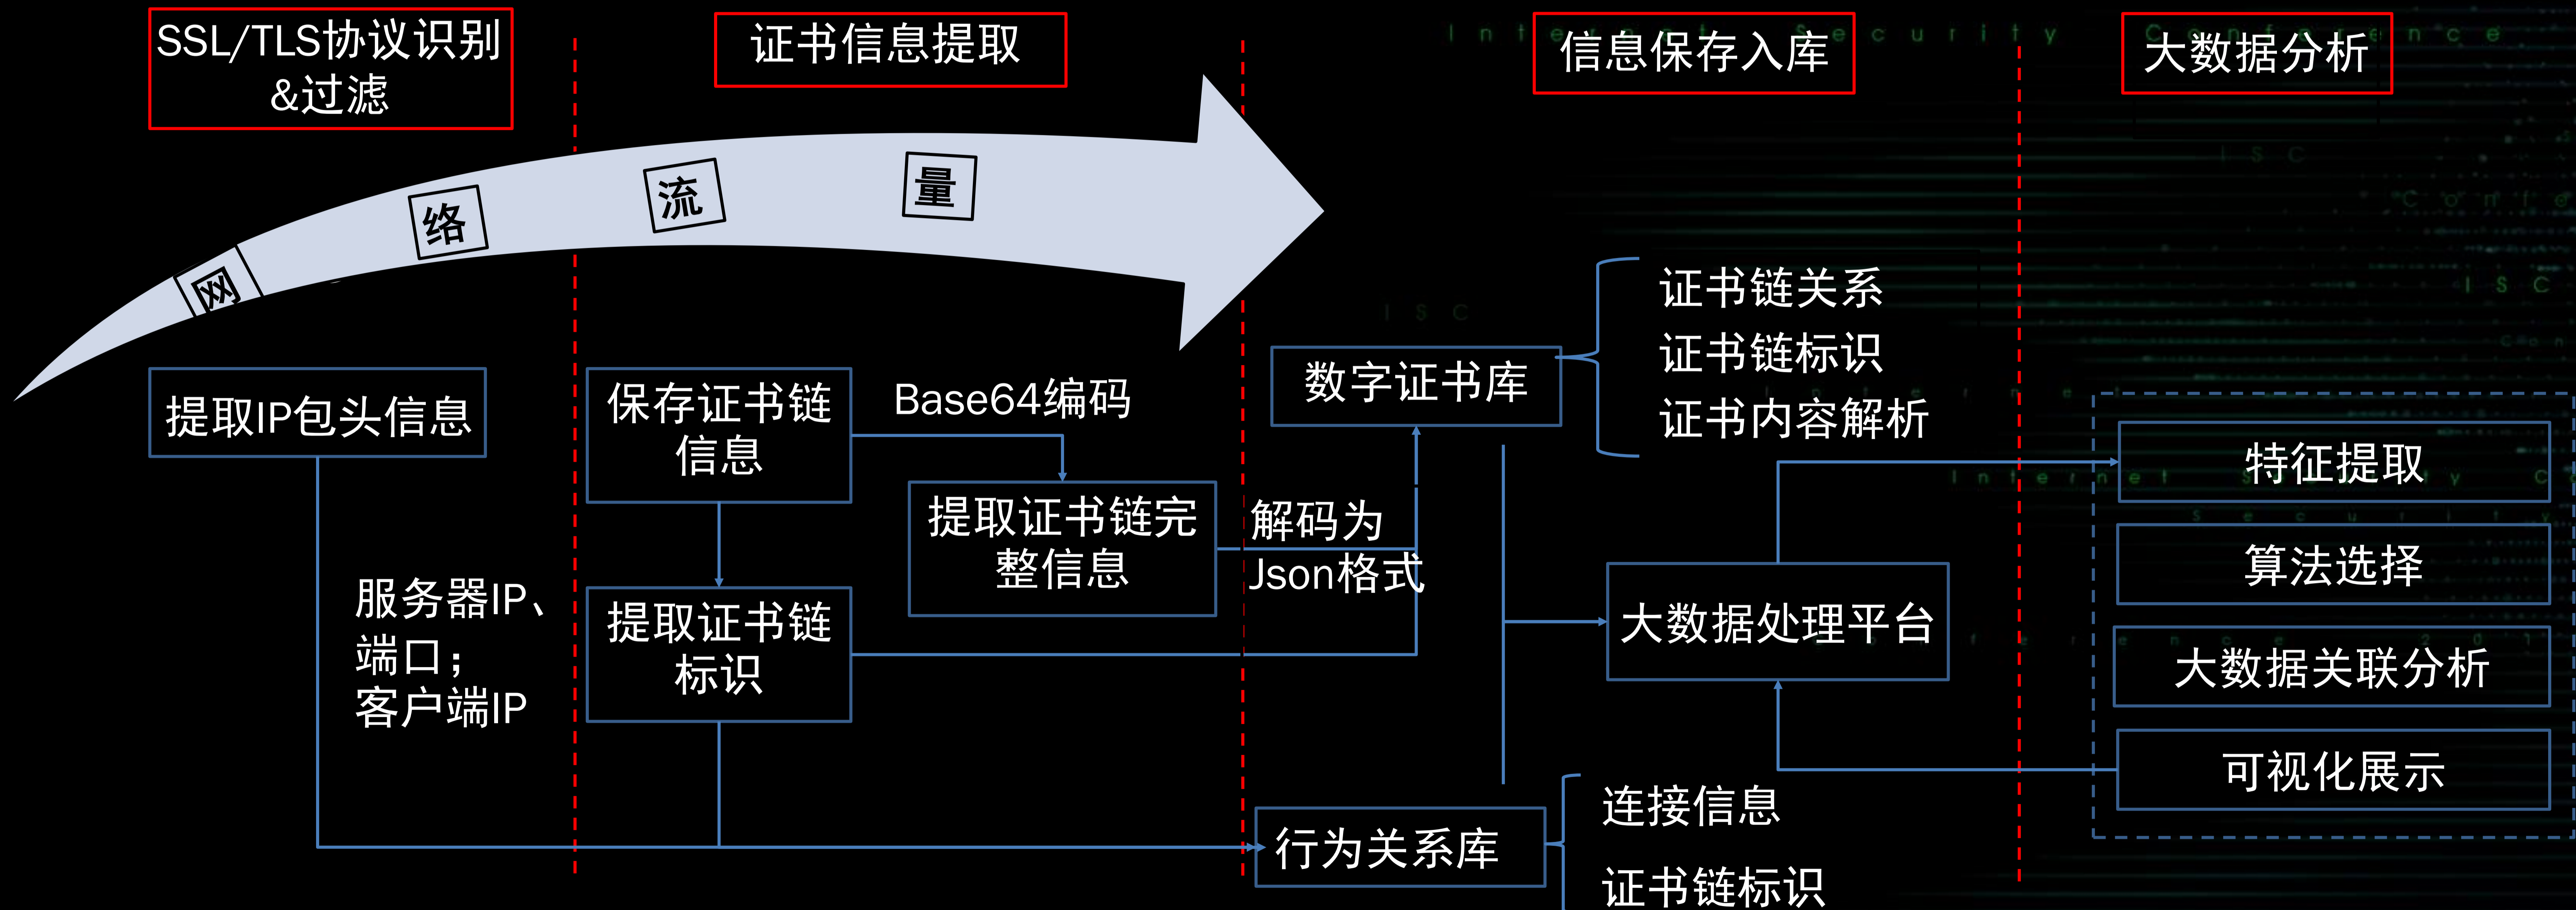 SSL/TLS协议识别
&过滤
证书信息提取
信息保存入库
大数据分析
Internet Security Conference
网络流量
ISC
ISC
ISC
提取IP包头信息
服务器IP、
端口；
客户端IP
保存证书链
信息
Base64编码
提取证书链完
整信息
提取证书链
标识
解码为
Json格式
数字证书库
证书链关系
证书链标识
证书内容解析
大数据处理平台
行为关系库
连接信息
证书链标识
特征提取
算法选择
大数据关联分析
可视化展示
Internet
Security